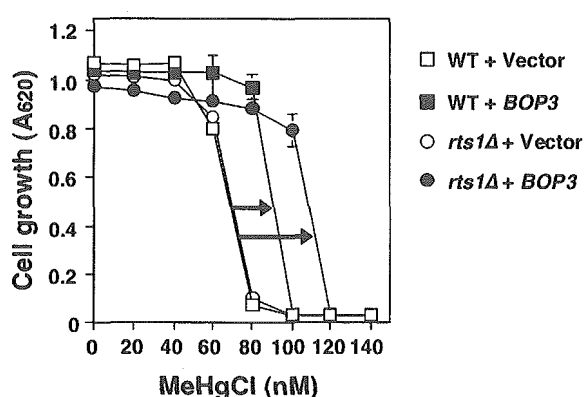 1.2
1.0
0.8
0.6
0.4
0.2
0
Cell growth (A620)
0 20 40 60 80 100 120 140
MeHgCl (nM)
WT + Vector
WT + BOP3
rts1Δ + Vector
rts1Δ + BOP3